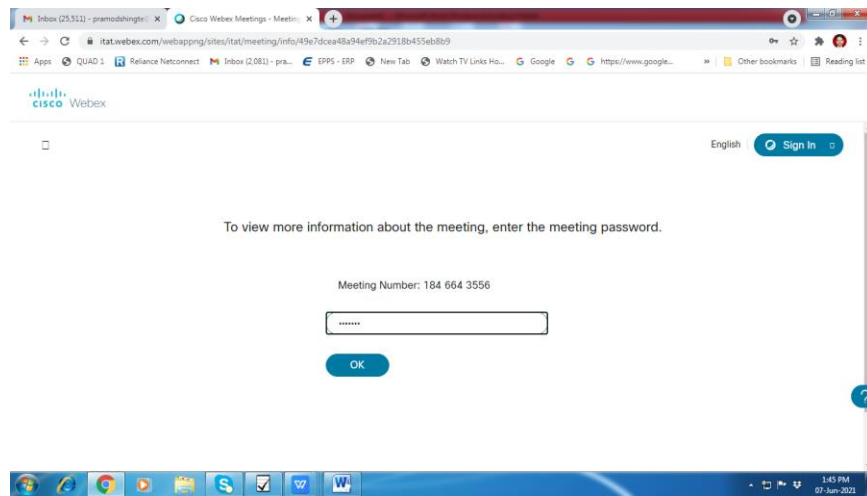 Inbox (25,511) - pramodshingte
Cisco Webex Meetings - Meeting
itat.webex.com/webappng/sites/itat/meeting/info/49e7dcea48a94ef9b2a2918b455eb8b9
Apps QUAD 1 Reliance Netconnect Inbox (2,081) - pra... EPPS - ERP New Tab Watch TV Links Ho... Google G https://www.google... » Other bookmarks Reading list
cisco Webex
English Sign In
To view more information about the meeting, enter the meeting password.
Meeting Number: 184 664 3556
•••••••
OK
?
1:45 PM
07-Jun-2021